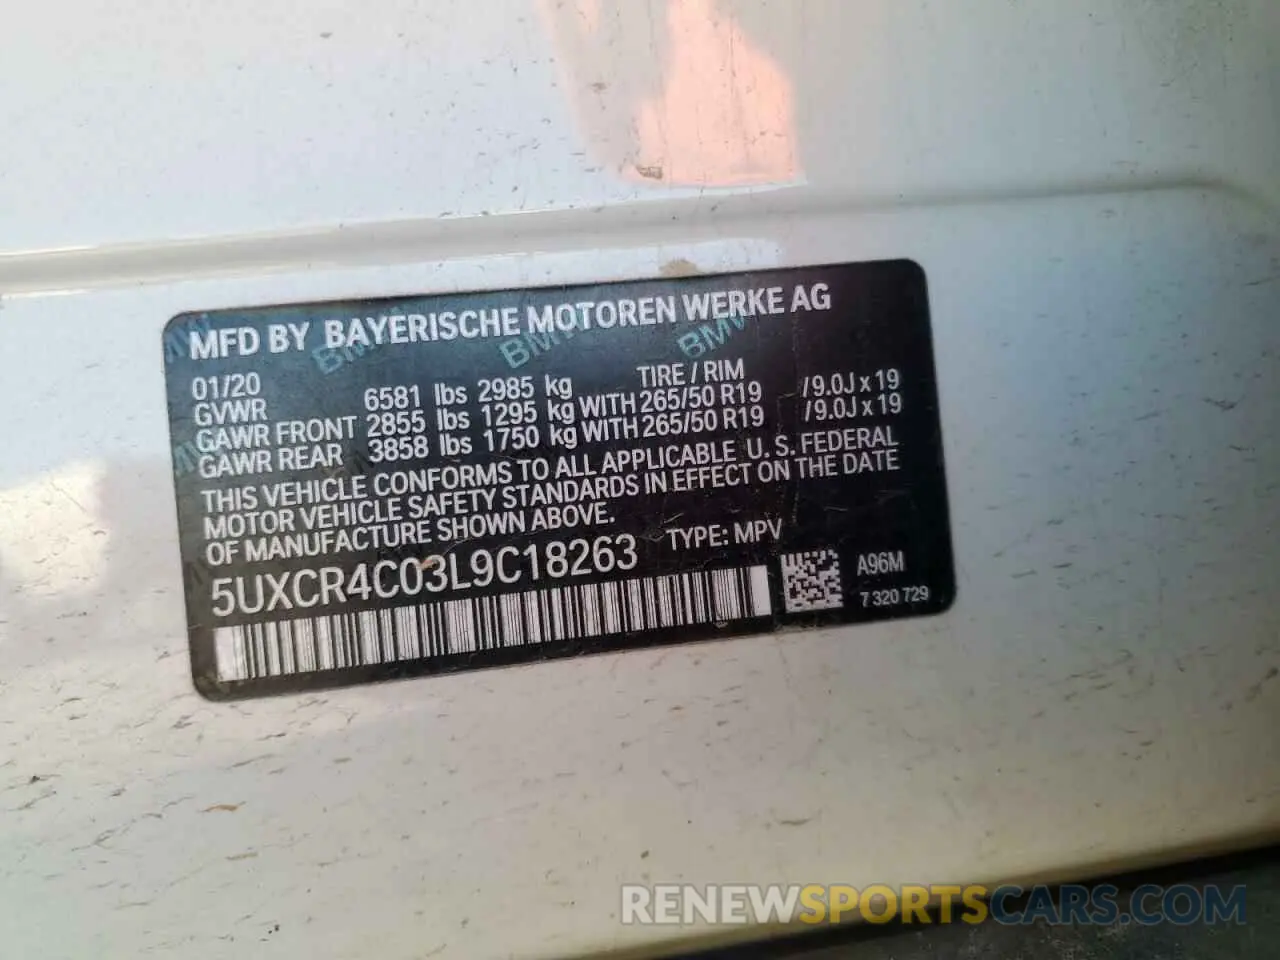 MFD BY BAYERISCHE MOTOREN WERKE AG
01/20 TIRE / RIM
GVWR 6581 lbs 2985 kg
GAWR FRONT 2855 lbs 1295 kg WITH 265/50 R19 /9.0J x 19
GAWR REAR 3858 lbs 1750 kg WITH 265/50 R19 /9.0J x 19
THIS VEHICLE CONFORMS TO ALL APPLICABLE U. S. FEDERAL
MOTOR VEHICLE SAFETY STANDARDS IN EFFECT ON THE DATE
OF MANUFACTURE SHOWN ABOVE.
5UXCR4C03L9C18263 TYPE: MPV
A96M
7 320 729
BMW BMW BMW
RENEWSPORTSCARS.COM